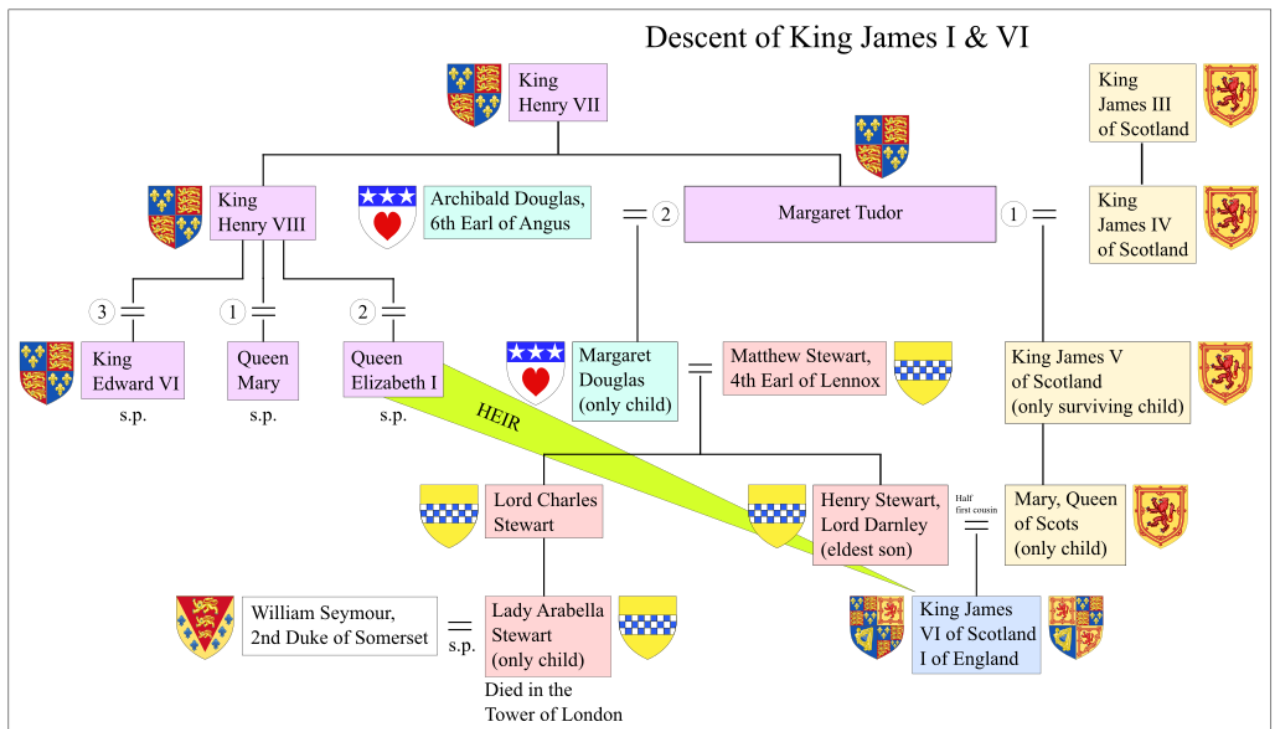 Descent of King James I & VI
King
Henry VII
King
James III
of Scotland
King
Henry VIII
Archibald Douglas,
6th Earl of Angus
2
Margaret Tudor
1
King
James IV
of Scotland
3
1
2
King
Edward VI
s.p.
Queen
Mary
s.p.
Queen
Elizabeth I
s.p.
HEIR
Margaret
Douglas
(only child)
Matthew Stewart,
4th Earl of Lennox
King James V
of Scotland
(only surviving child)
Lord Charles
Stewart
Henry Stewart,
Lord Darnley
(eldest son)
Half
first cousin
Mary, Queen
of Scots
(only child)
William Seymour,
2nd Duke of Somerset
s.p.
Lady Arabella
Stewart
(only child)
Died in the
Tower of London
King James
VI of Scotland
I of England